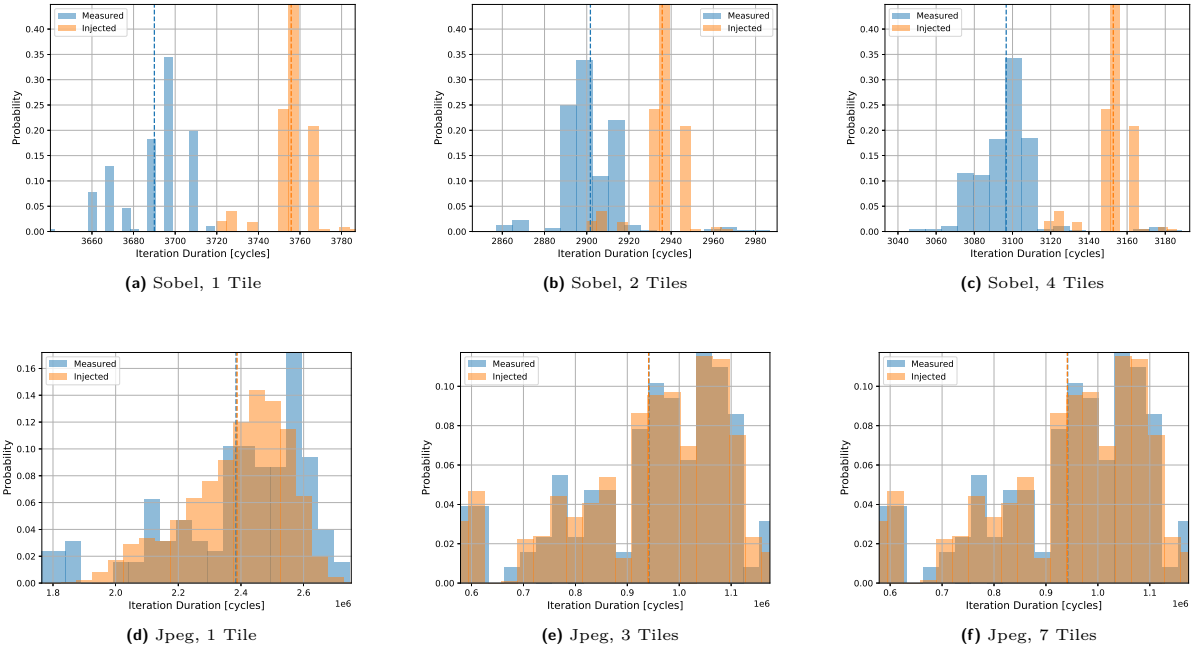 Measured
Injected
0.40
0.35
0.30
0.25
0.20
0.15
0.10
0.05
0.00
Probability
3660 3680 3700 3720 3740 3760 3780
Iteration Duration [cycles]
(a) Sobel, 1 Tile
Measured
Injected
0.40
0.35
0.30
0.25
0.20
0.15
0.10
0.05
0.00
Probability
2860 2880 2900 2920 2940 2960 2980
Iteration Duration [cycles]
(b) Sobel, 2 Tiles
Measured
Injected
0.40
0.35
0.30
0.25
0.20
0.15
0.10
0.05
0.00
Probability
3040 3060 3080 3100 3120 3140 3160 3180
Iteration Duration [cycles]
(c) Sobel, 4 Tiles
Measured
Injected
0.16
0.14
0.12
0.10
0.08
0.06
0.04
0.02
0.00
Probability
1.8 2.0 2.2 2.4 2.6
1e6
Iteration Duration [cycles]
(d) Jpeg, 1 Tile
Measured
Injected
0.10
0.08
0.06
0.04
0.02
0.00
Probability
0.6 0.7 0.8 0.9 1.0 1.1
1e6
Iteration Duration [cycles]
(e) Jpeg, 3 Tiles
Measured
Injected
0.10
0.08
0.06
0.04
0.02
0.00
Probability
0.6 0.7 0.8 0.9 1.0 1.1
1e6
Iteration Duration [cycles]
(f) Jpeg, 7 Tiles